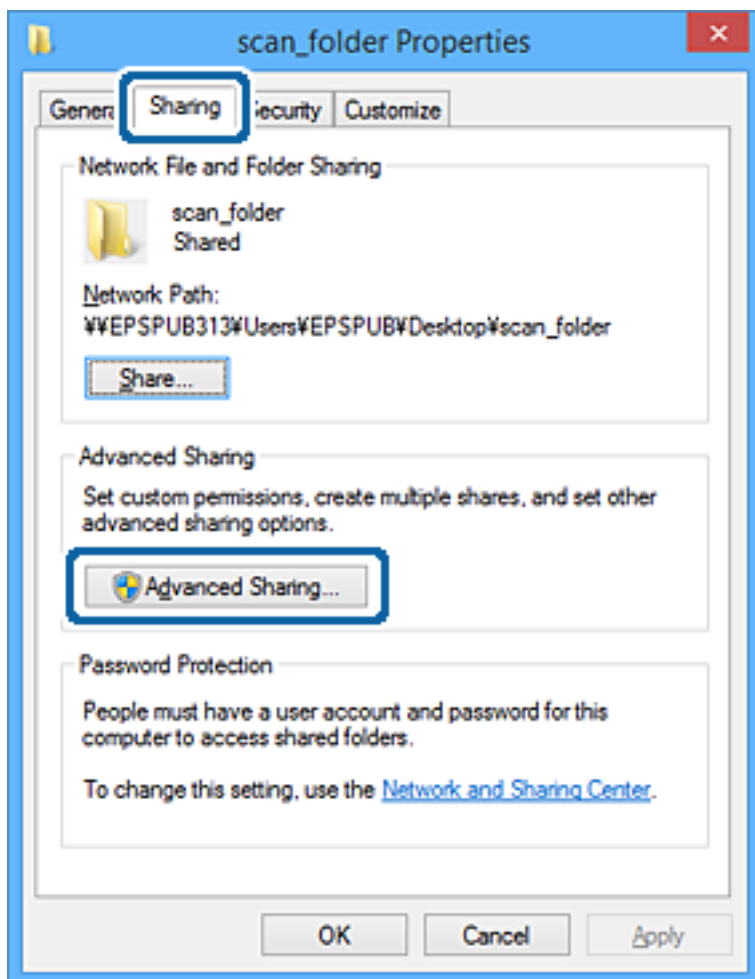 scan_folder Properties
General Sharing Security Customize
Network File and Folder Sharing
scan_folder
Shared
Network Path:
¥¥EPSPUB313¥Users¥EPSPUB¥Desktop¥scan_folder
Share...
Advanced Sharing
Set custom permissions, create multiple shares, and set other
advanced sharing options.
Advanced Sharing...
Password Protection
People must have a user account and password for this
computer to access shared folders.
To change this setting, use the Network and Sharing Center.
OK Cancel Apply